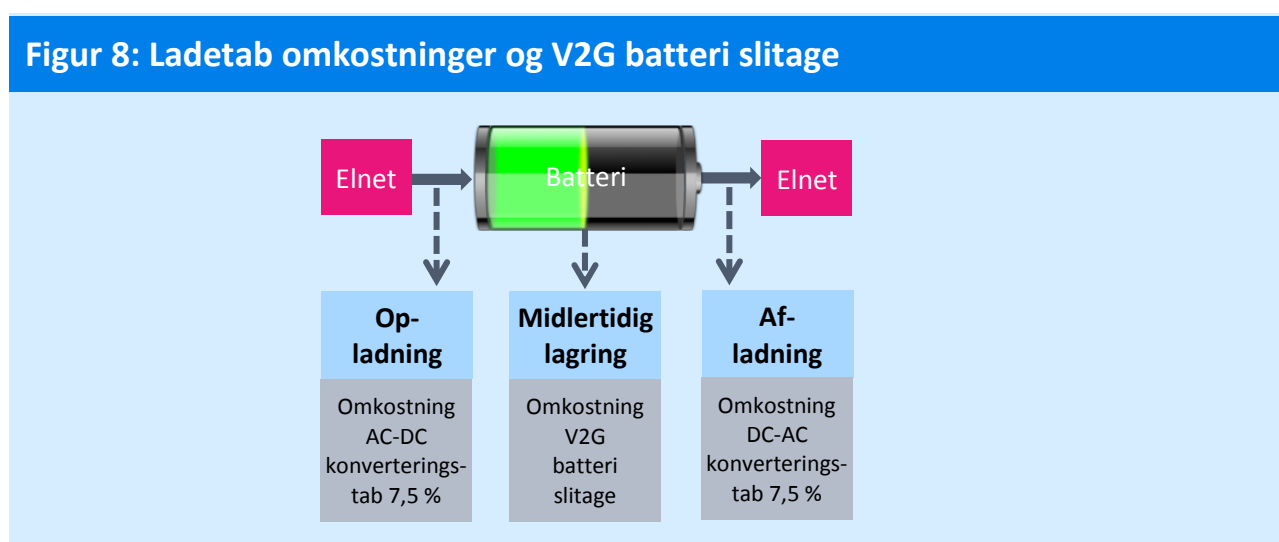 Figur 8: Ladetab omkostninger og V2G batteri slitage
Elnet
Batteri
Elnet
Op-
ladning
Midlertidig
lagring
Af-
ladning
Omkostning
AC-DC
konverterings-
tab 7,5 %
Omkostning
V2G
batteri
slitage
Omkostning
DC-AC
konverterings-
tab 7,5 %